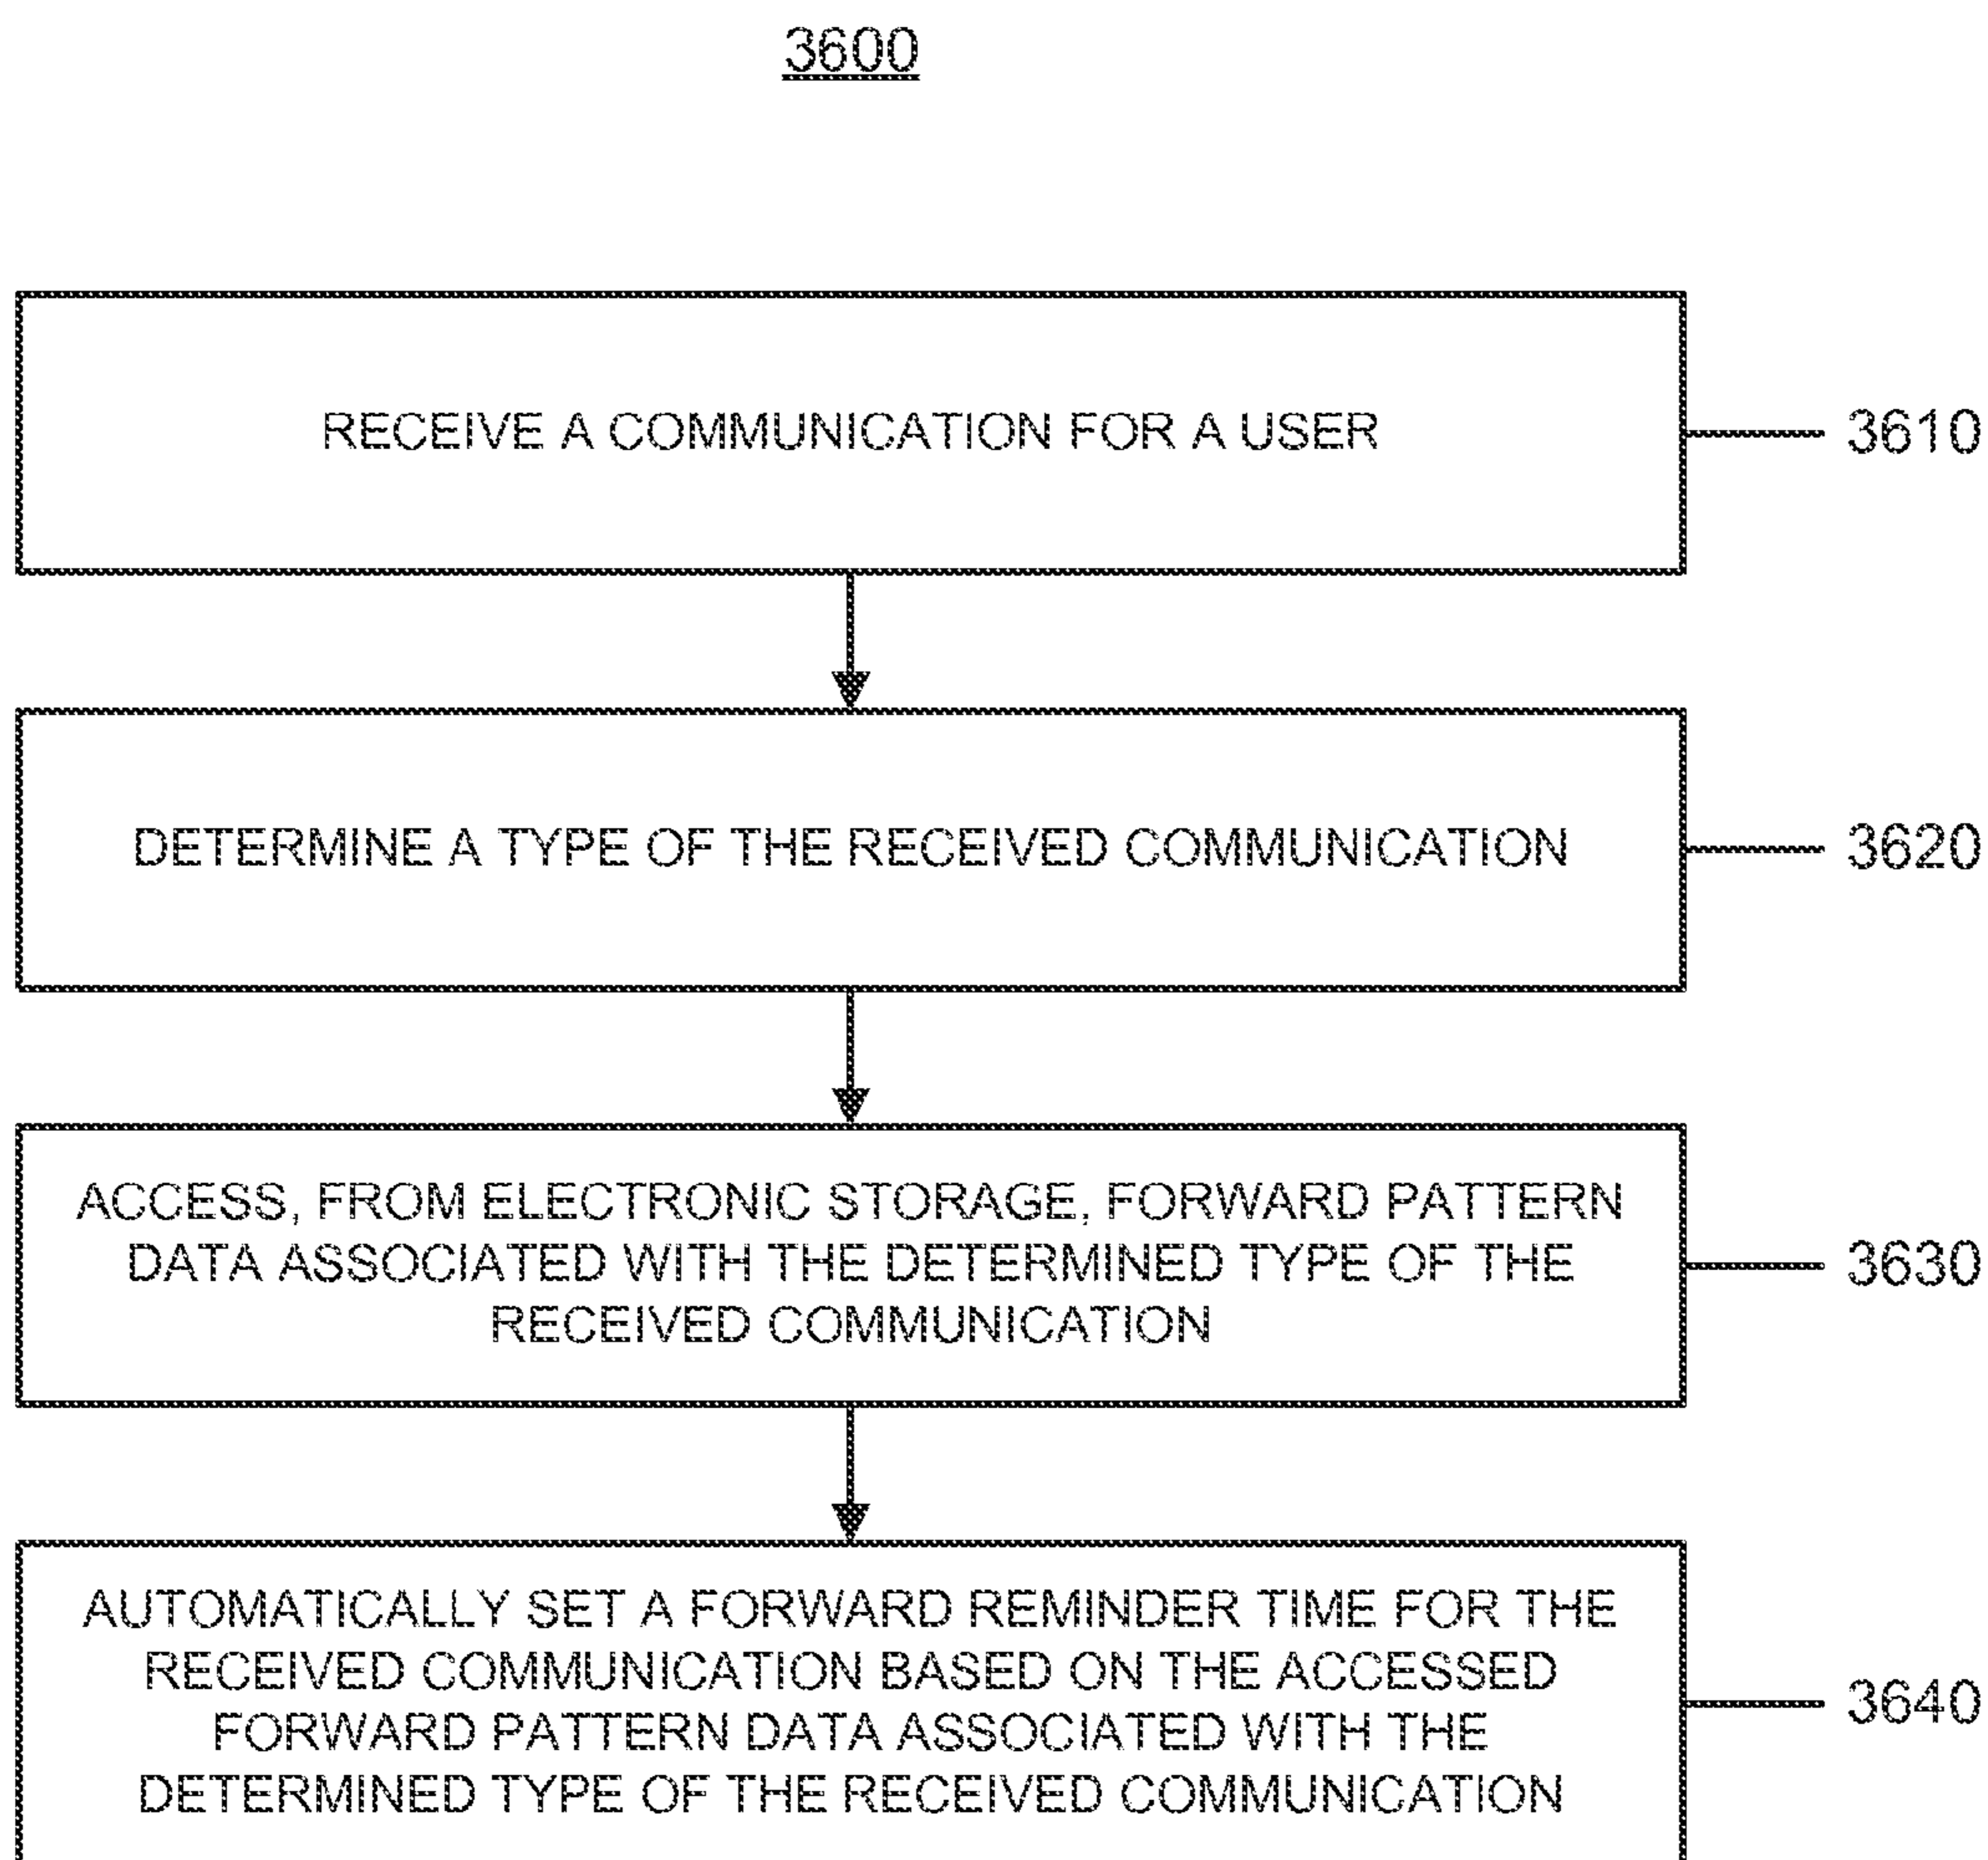 3600
RECEIVE A COMMUNICATION FOR A USER
3610
DETERMINE A TYPE OF THE RECEIVED COMMUNICATION
3620
ACCESS, FROM ELECTRONIC STORAGE, FORWARD PATTERN
DATA ASSOCIATED WITH THE DETERMINED TYPE OF THE
RECEIVED COMMUNICATION
3630
AUTOMATICALLY SET A FORWARD REMINDER TIME FOR THE
RECEIVED COMMUNICATION BASED ON THE ACCESSED
FORWARD PATTERN DATA ASSOCIATED WITH THE
DETERMINED TYPE OF THE RECEIVED COMMUNICATION
3640